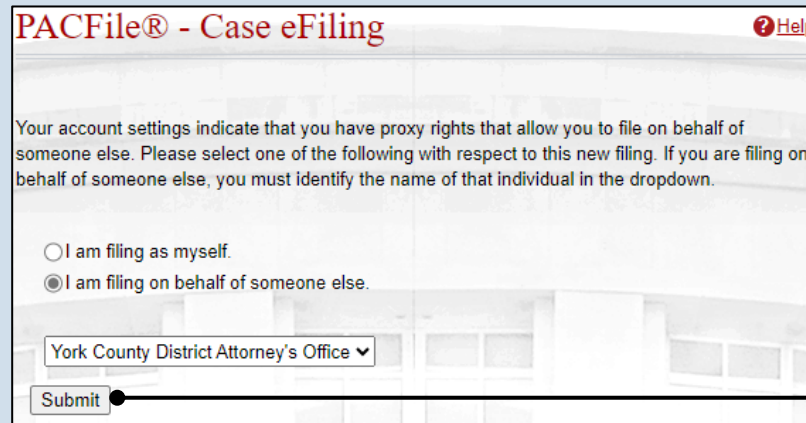 PACFile® - Case eFiling
Help
Your account settings indicate that you have proxy rights that allow you to file on behalf of
someone else. Please select one of the following with respect to this new filing. If you are filing on
behalf of someone else, you must identify the name of that individual in the dropdown.
I am filing as myself.
I am filing on behalf of someone else.
York County District Attorney's Office
Submit